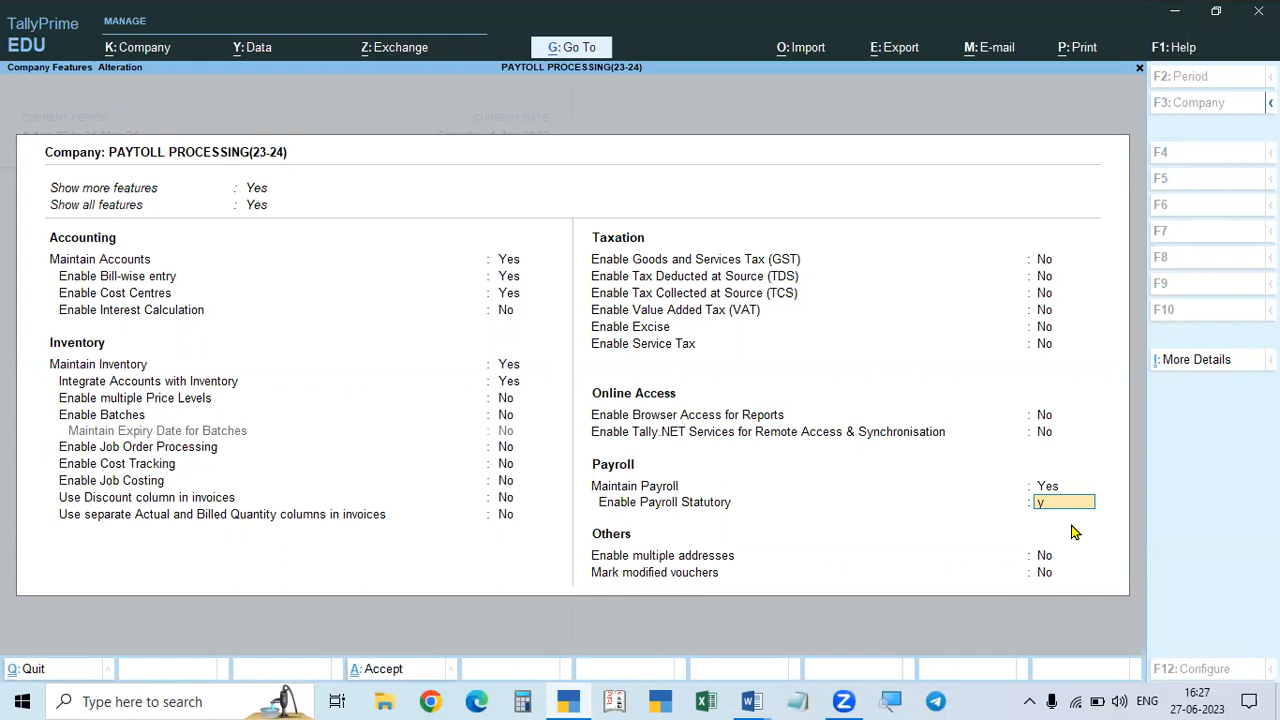 TallyPrime
MANAGE
EDU
K: Company
Y: Data
Z: Exchange
G: Go To
O: Import
E: Export
M: E-mail
P: Print
F1: Help
Company Features Alteration
PAYTOLL PROCESSING(23-24)
F2: Period
F3: Company
F4
F5
F6
F7
F8
F9
F10
I: More Details
F12: Configure
CURRENT PERIOD
CURRENT DATE
Company: PAYTOLL PROCESSING(23-24)
Show more features : Yes
Show all features : Yes
Accounting
Maintain Accounts : Yes
Enable Bill-wise entry : Yes
Enable Cost Centres : Yes
Enable Interest Calculation : No
Inventory
Maintain Inventory : Yes
Integrate Accounts with Inventory : Yes
Enable multiple Price Levels : No
Enable Batches : No
Maintain Expiry Date for Batches : No
Enable Job Order Processing : No
Enable Cost Tracking : No
Enable Job Costing : No
Use Discount column in invoices : No
Use separate Actual and Billed Quantity columns in invoices : No
Taxation
Enable Goods and Services Tax (GST) : No
Enable Tax Deducted at Source (TDS) : No
Enable Tax Collected at Source (TCS) : No
Enable Value Added Tax (VAT) : No
Enable Excise : No
Enable Service Tax : No
Online Access
Enable Browser Access for Reports : No
Enable Tally.NET Services for Remote Access & Synchronisation : No
Payroll
Maintain Payroll : Yes
Enable Payroll Statutory : y
Others
Enable multiple addresses : No
Mark modified vouchers : No
Q: Quit
A: Accept
Type here to search
ENG
16:27
27-06-2023